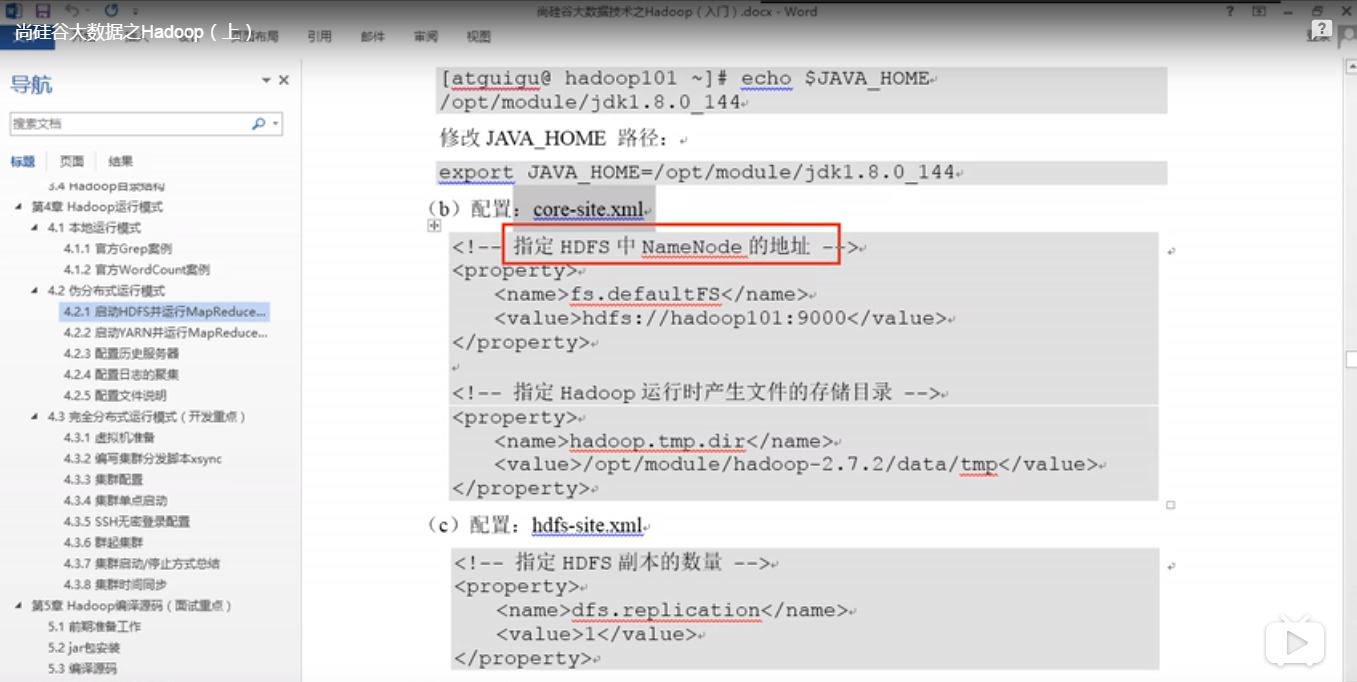 尚硅谷大数据技术之Hadoop（入门）.docx - Word
尚硅谷大数据之Hadoop（上）
引用 邮件 审阅 视图
导航
搜索文档
标题 页面 结果
3.4 Hadoop目录结构
第4章 Hadoop运行模式
4.1 本地运行模式
4.1.1 官方Grep案例
4.1.2 官方WordCount案例
4.2 伪分布式运行模式
4.2.1 启动HDFS并运行MapReduce...
4.2.2 启动YARN并运行MapReduce...
4.2.3 配置历史服务器
4.2.4 配置日志的聚集
4.2.5 配置文件说明
4.3 完全分布式运行模式（开发重点）
4.3.1 虚拟机准备
4.3.2 编写集群分发脚本xsync
4.3.3 集群配置
4.3.4 集群单点启动
4.3.5 SSH无密登录配置
4.3.6 群起集群
4.3.7 集群启动/停止方式总结
4.3.8 集群时间同步
第5章 Hadoop编译源码（面试重点）
5.1 前期准备工作
5.2 jar包安装
5.3 编译源码
[atguigu@ hadoop101 ~]# echo $JAVA_HOME
/opt/module/jdk1.8.0_144
修改 JAVA_HOME 路径：
export JAVA_HOME=/opt/module/jdk1.8.0_144
（b）配置：core-site.xml
<!-- 指定 HDFS 中 NameNode 的地址 -->
<property>
<name>fs.defaultFS</name>
<value>hdfs://hadoop101:9000</value>
</property>
<!-- 指定 Hadoop 运行时产生文件的存储目录 -->
<property>
<name>hadoop.tmp.dir</name>
<value>/opt/module/hadoop-2.7.2/data/tmp</value>
</property>
（c）配置：hdfs-site.xml
<!-- 指定 HDFS 副本的数量 -->
<property>
<name>dfs.replication</name>
<value>1</value>
</property>